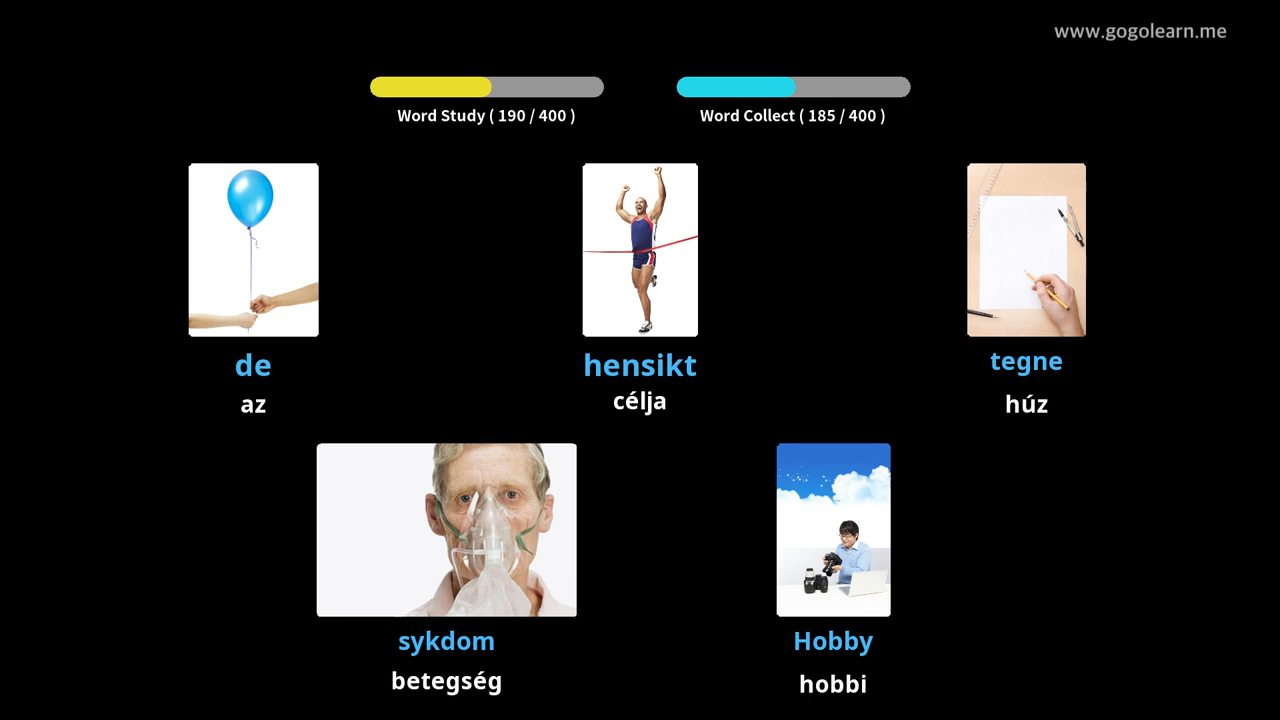 www.gogolearn.me
Word Study ( 190 / 400 )
Word Collect ( 185 / 400 )
de
hensikt
tegne
az
célja
húz
sykdom
Hobby
betegség
hobbi